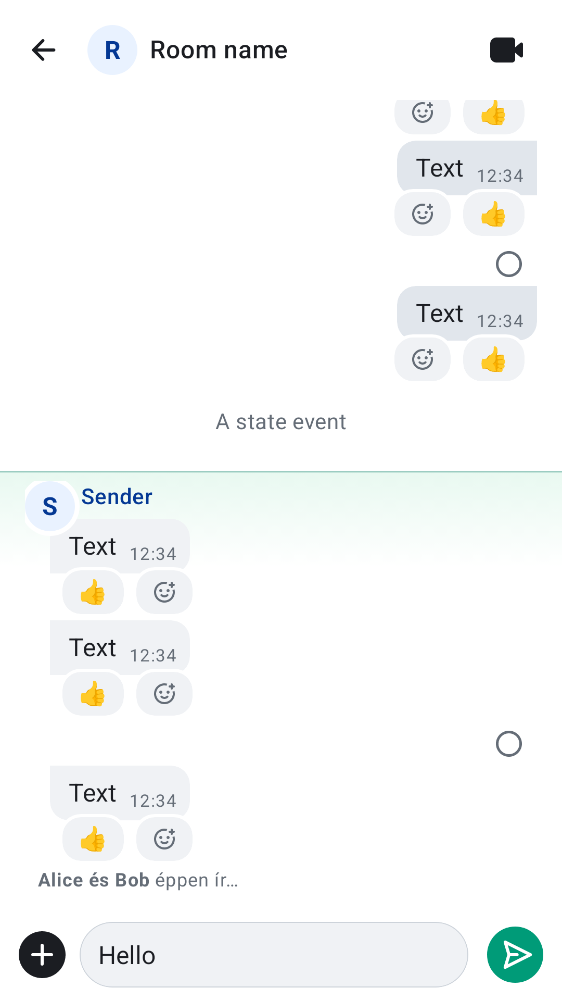 R Room name
👍
Text 12:34
👍
Text 12:34
👍
A state event
S Sender
Text 12:34
👍
Text 12:34
👍
Text 12:34
👍
Alice és Bob éppen ír…
Hello